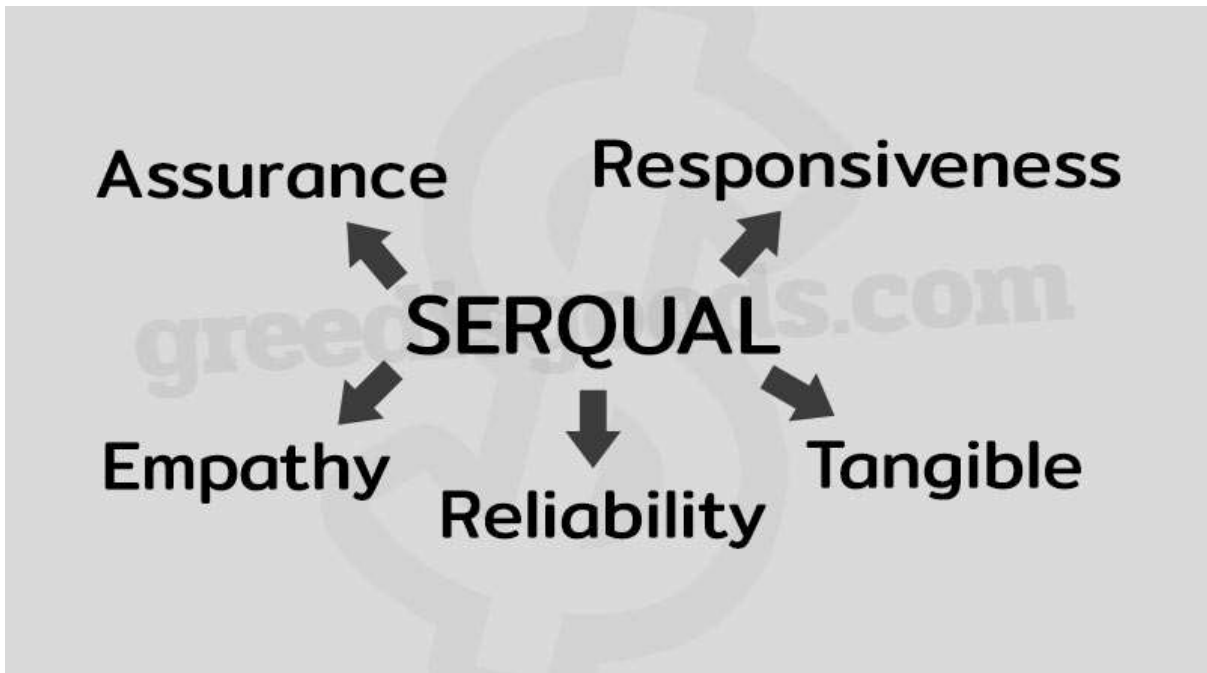 Assurance
Responsiveness
SERQUAL
Empathy
Reliability
Tangible